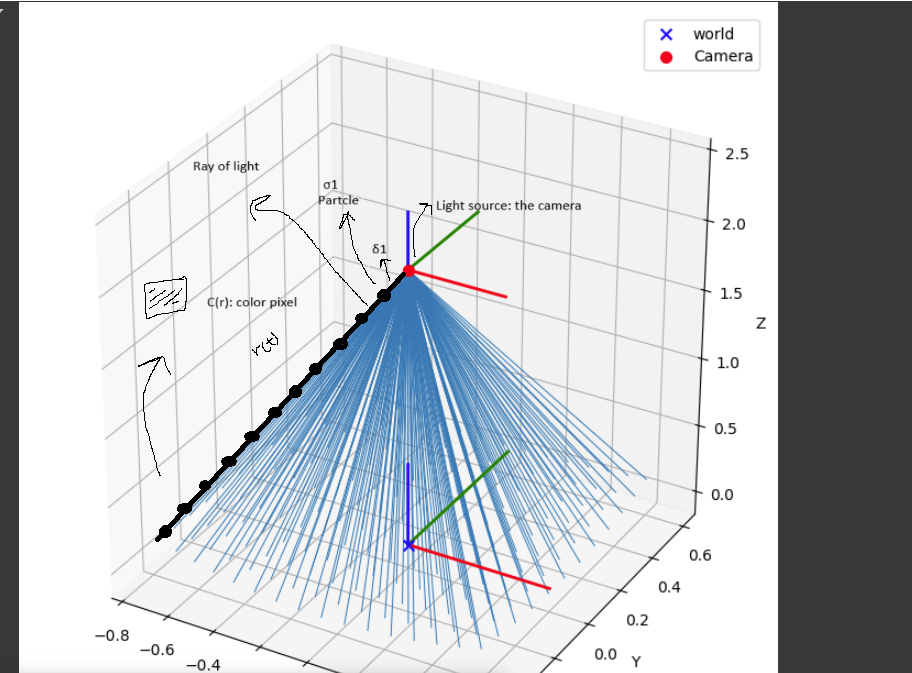 world
Camera
Ray of light
σ1
Partcle
Light source: the camera
δ1
C(r): color pixel
r(t)
2.5
2.0
1.5
Z
1.0
0.5
0.0
0.6
0.4
0.2
0.0
Y
−0.8
−0.6
−0.4